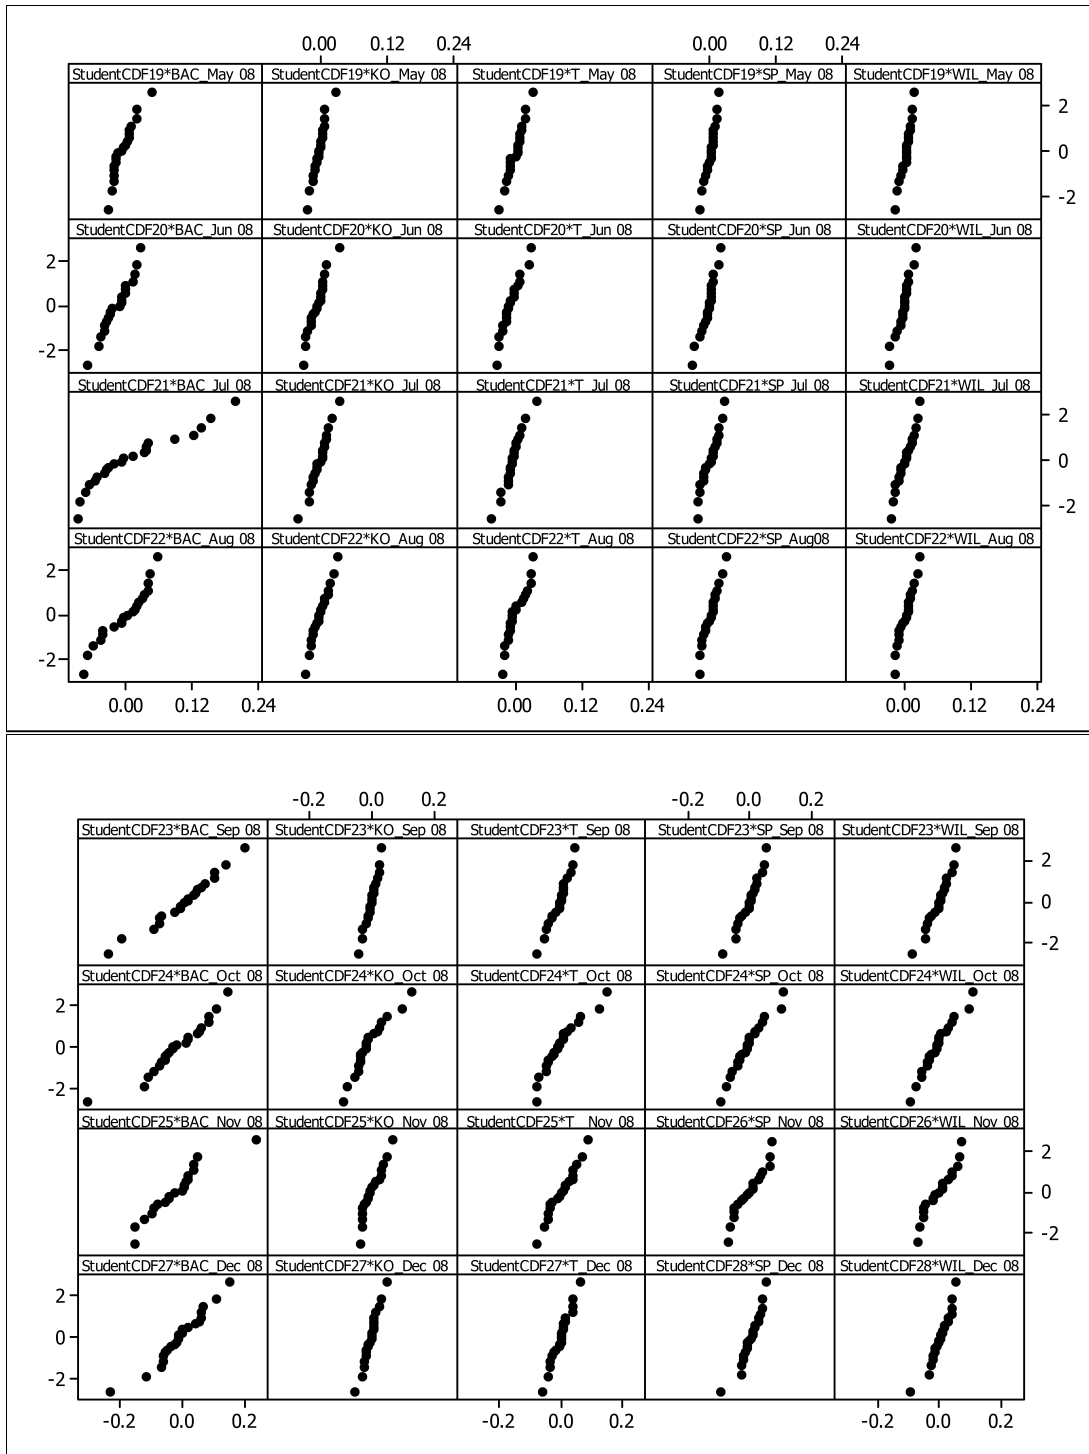 0.00 0.12 0.24 0.00 0.12 0.24
StudentCDF19*BAC_May 08 StudentCDF19*KO_May 08 StudentCDF19*T_May 08 StudentCDF19*SP_May 08 StudentCDF19*WIL_May 08
2
0
-2
StudentCDF20*BAC_Jun 08 StudentCDF20*KO_Jun 08 StudentCDF20*T_Jun 08 StudentCDF20*SP_Jun 08 StudentCDF20*WIL_Jun 08
2
0
-2
StudentCDF21*BAC_Jul 08 StudentCDF21*KO_Jul 08 StudentCDF21*T_Jul 08 StudentCDF21*SP_Jul 08 StudentCDF21*WIL_Jul 08
2
0
-2
StudentCDF22*BAC_Aug 08 StudentCDF22*KO_Aug 08 StudentCDF22*T_Aug 08 StudentCDF22*SP_Aug08 StudentCDF22*WIL_Aug 08
2
0
-2
0.00 0.12 0.24 0.00 0.12 0.24 0.00 0.12 0.24
-0.2 0.0 0.2 -0.2 0.0 0.2
StudentCDF23*BAC_Sep 08 StudentCDF23*KO_Sep 08 StudentCDF23*T_Sep 08 StudentCDF23*SP_Sep 08 StudentCDF23*WIL_Sep 08
2
0
-2
StudentCDF24*BAC_Oct 08 StudentCDF24*KO_Oct 08 StudentCDF24*T_Oct 08 StudentCDF24*SP_Oct 08 StudentCDF24*WIL_Oct 08
2
0
-2
StudentCDF25*BAC_Nov 08 StudentCDF25*KO_Nov 08 StudentCDF25*T_ Nov 08 StudentCDF26*SP_Nov 08 StudentCDF26*WIL_Nov 08
2
0
-2
StudentCDF27*BAC_Dec 08 StudentCDF27*KO_Dec 08 StudentCDF27*T_Dec 08 StudentCDF28*SP_Dec 08 StudentCDF28*WIL_Dec 08
2
0
-2
-0.2 0.0 0.2 -0.2 0.0 0.2 -0.2 0.0 0.2